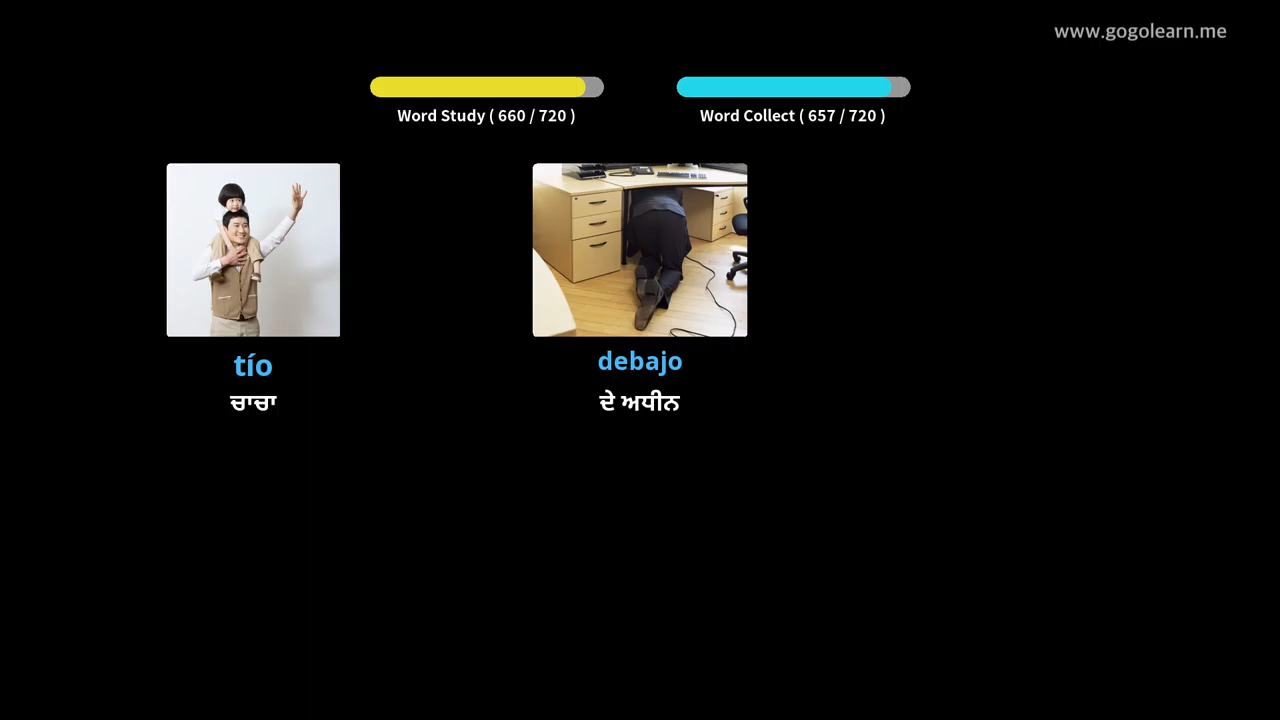 www.gogolearn.me
Word Study ( 660 / 720 )
Word Collect ( 657 / 720 )
tío
ਚਾਚਾ
debajo
ਦੇ ਅਧੀਨ